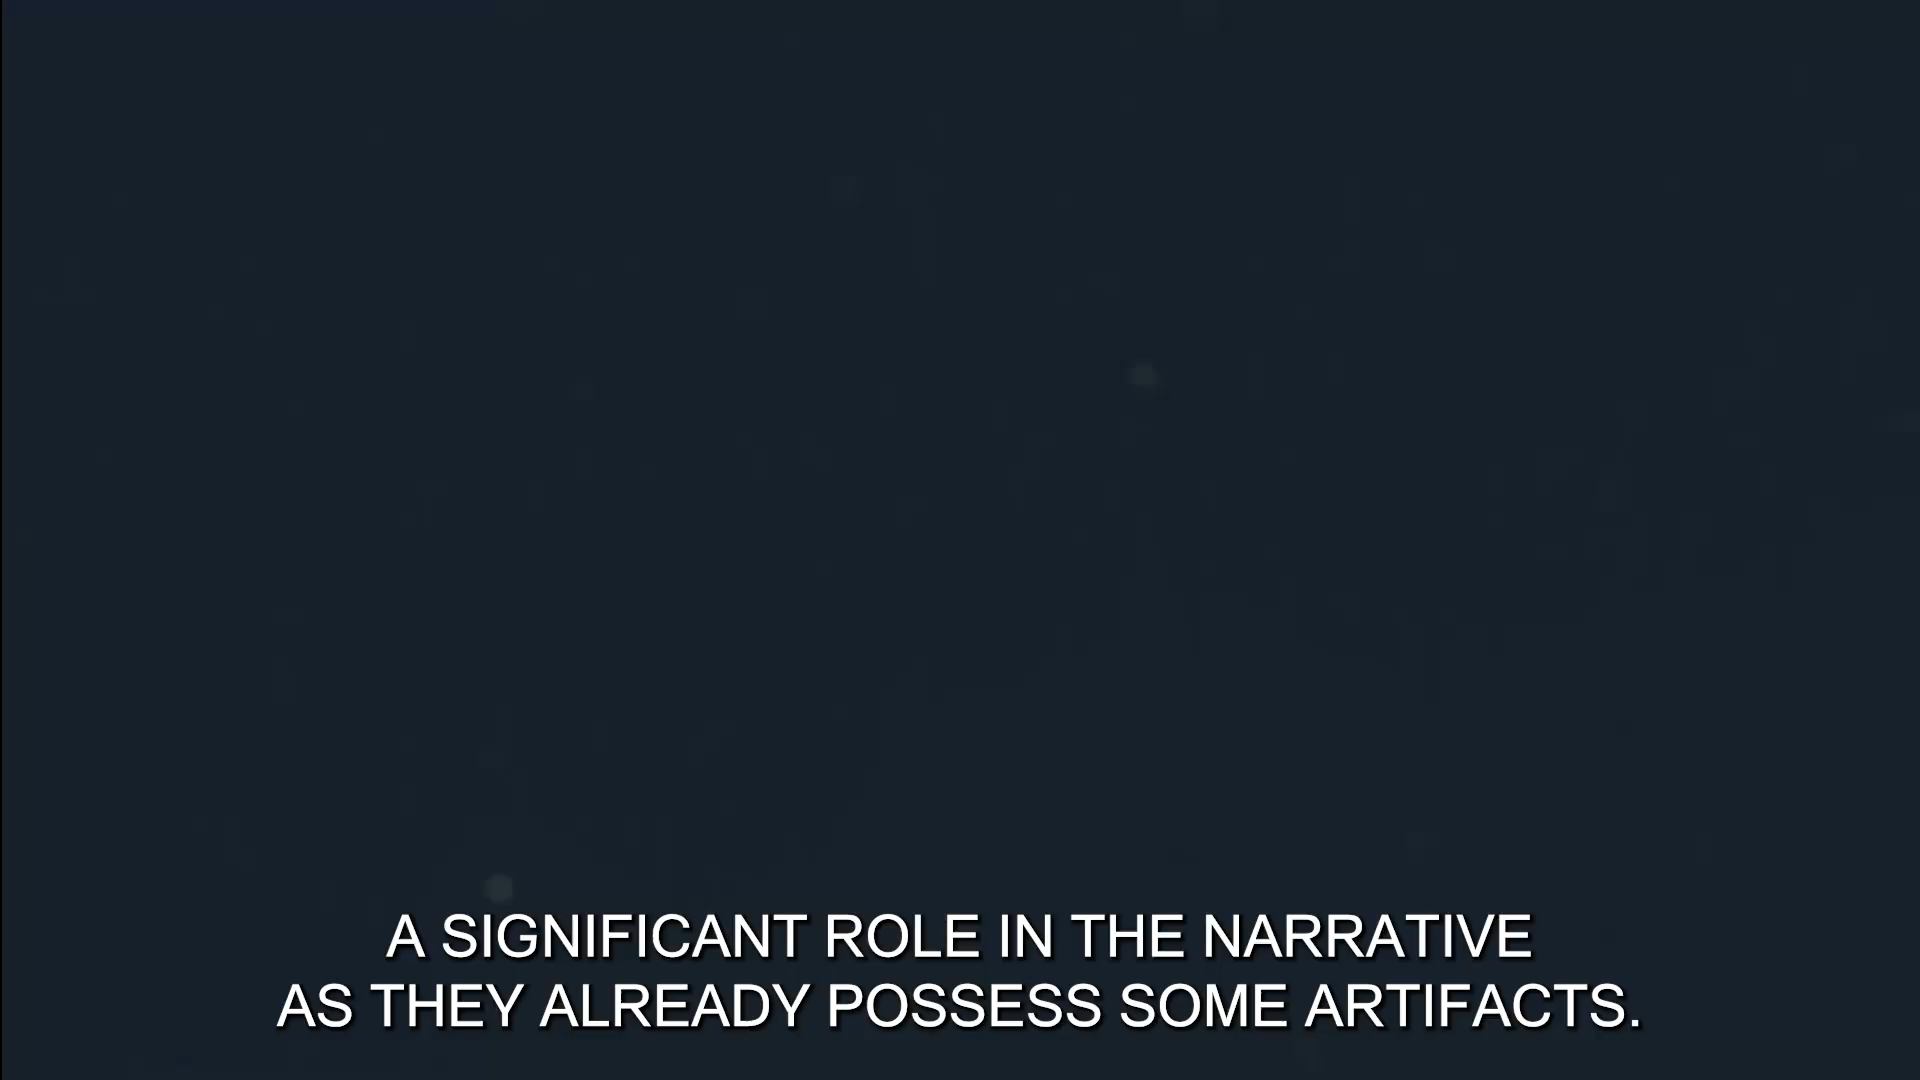 A SIGNIFICANT ROLE IN THE NARRATIVE
AS THEY ALREADY POSSESS SOME ARTIFACTS.